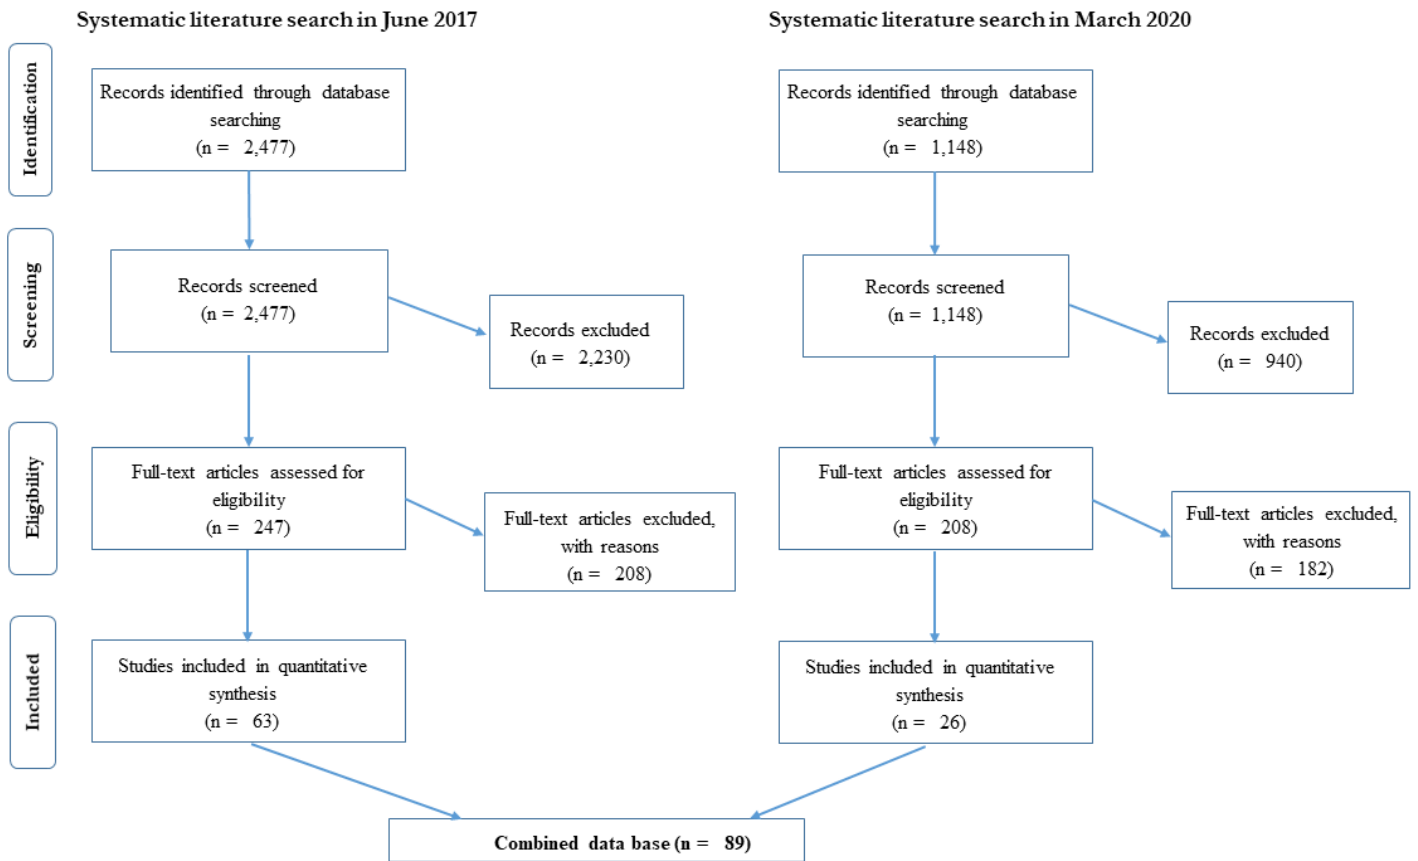 Systematic literature search in June 2017
Systematic literature search in March 2020
Identification
Records identified through database
searching
(n = 2,477)
Records identified through database
searching
(n = 1,148)
Screening
Records screened
(n = 2,477)
Records excluded
(n = 2,230)
Records screened
(n = 1,148)
Records excluded
(n = 940)
Eligibility
Full-text articles assessed for
eligibility
(n = 247)
Full-text articles excluded,
with reasons
(n = 208)
Full-text articles assessed for
eligibility
(n = 208)
Full-text articles excluded,
with reasons
(n = 182)
Included
Studies included in quantitative
synthesis
(n = 63)
Studies included in quantitative
synthesis
(n = 26)
Combined data base (n = 89)